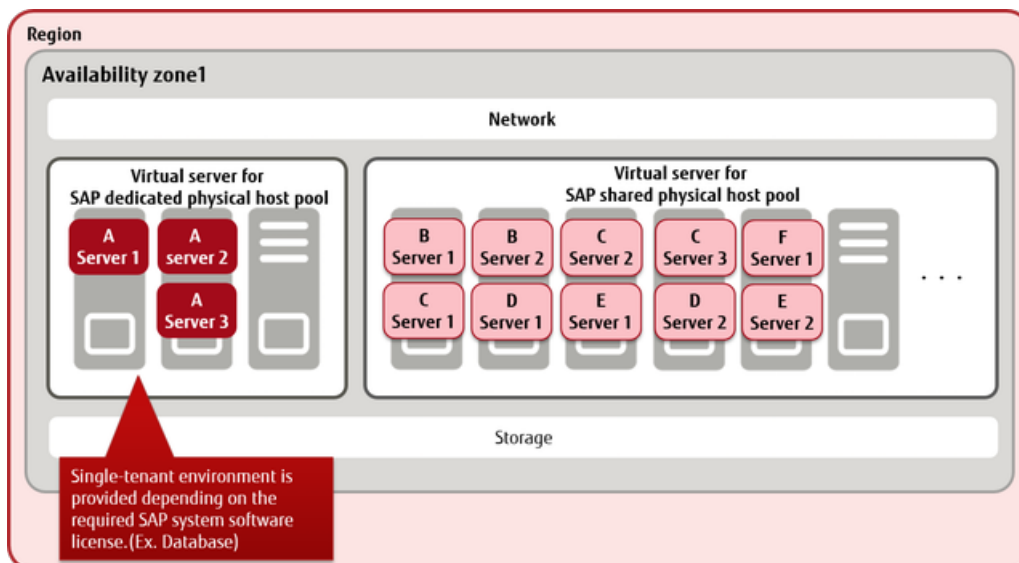 Region
Availability zone1
Network
Virtual server for
SAP dedicated physical host pool
A
Server 1
A
server 2
A
Server 3
Virtual server for
SAP shared physical host pool
B
Server 1
B
Server 2
C
Server 2
C
Server 3
F
Server 1
C
Server 1
D
Server 1
E
Server 1
D
Server 2
E
Server 2
. . .
Storage
Single-tenant environment is
provided depending on the
required SAP system software
license.(Ex. Database)